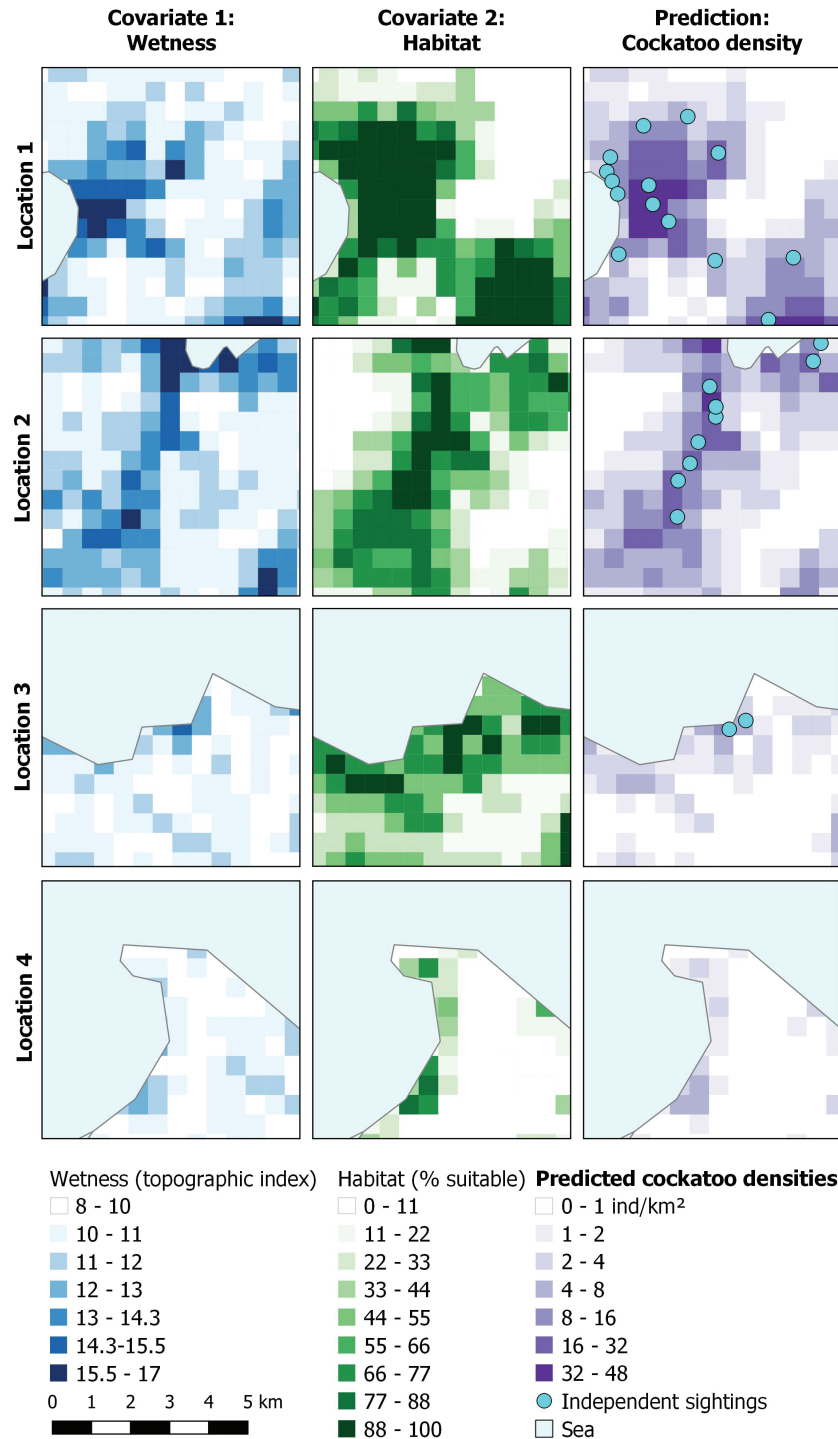 Covariate 1:
Wetness
Covariate 2:
Habitat
Prediction:
Cockatoo density
Location 1
Location 2
Location 3
Location 4
Wetness (topographic index)
8 - 10
10 - 11
11 - 12
12 - 13
13 - 14.3
14.3-15.5
15.5 - 17
0 1 2 3 4 5 km
Habitat (% suitable)
0 - 11
11 - 22
22 - 33
33 - 44
44 - 55
55 - 66
66 - 77
77 - 88
88 - 100
Predicted cockatoo densities
0 - 1 ind/km²
1 - 2
2 - 4
4 - 8
8 - 16
16 - 32
32 - 48
Independent sightings
Sea